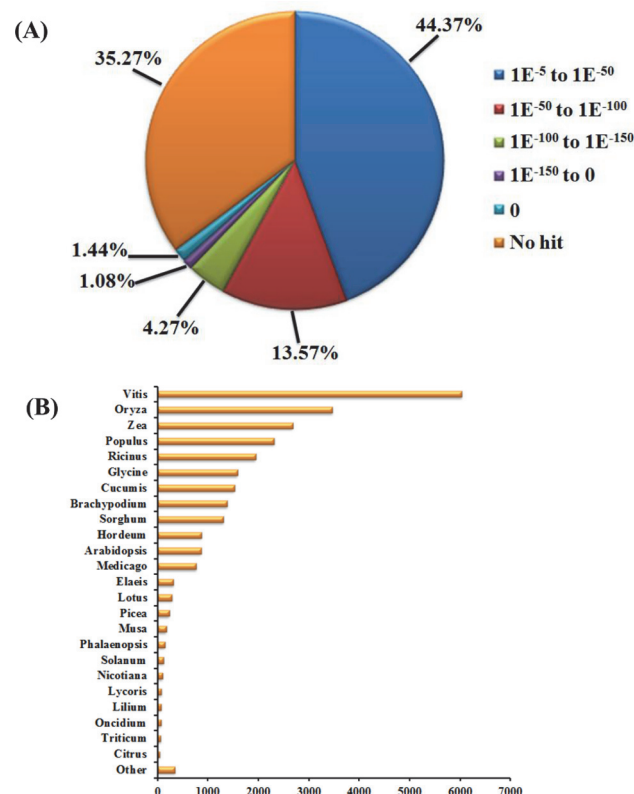 (A)
44.37%
35.27%
1.44%
1.08%
4.27%
13.57%
1E⁻⁵ to 1E⁻⁵⁰
1E⁻⁵⁰ to 1E⁻¹⁰⁰
1E⁻¹⁰⁰ to 1E⁻¹⁵⁰
1E⁻¹⁵⁰ to 0
0
No hit
(B)
Vitis
Oryza
Zea
Populus
Ricinus
Glycine
Cucumis
Brachypodium
Sorghum
Hordeum
Arabidopsis
Medicago
Elaeis
Lotus
Picea
Musa
Phalaenopsis
Solanum
Nicotiana
Lycoris
Lilium
Oncidium
Triticum
Citrus
Other
0 1000 2000 3000 4000 5000 6000 7000